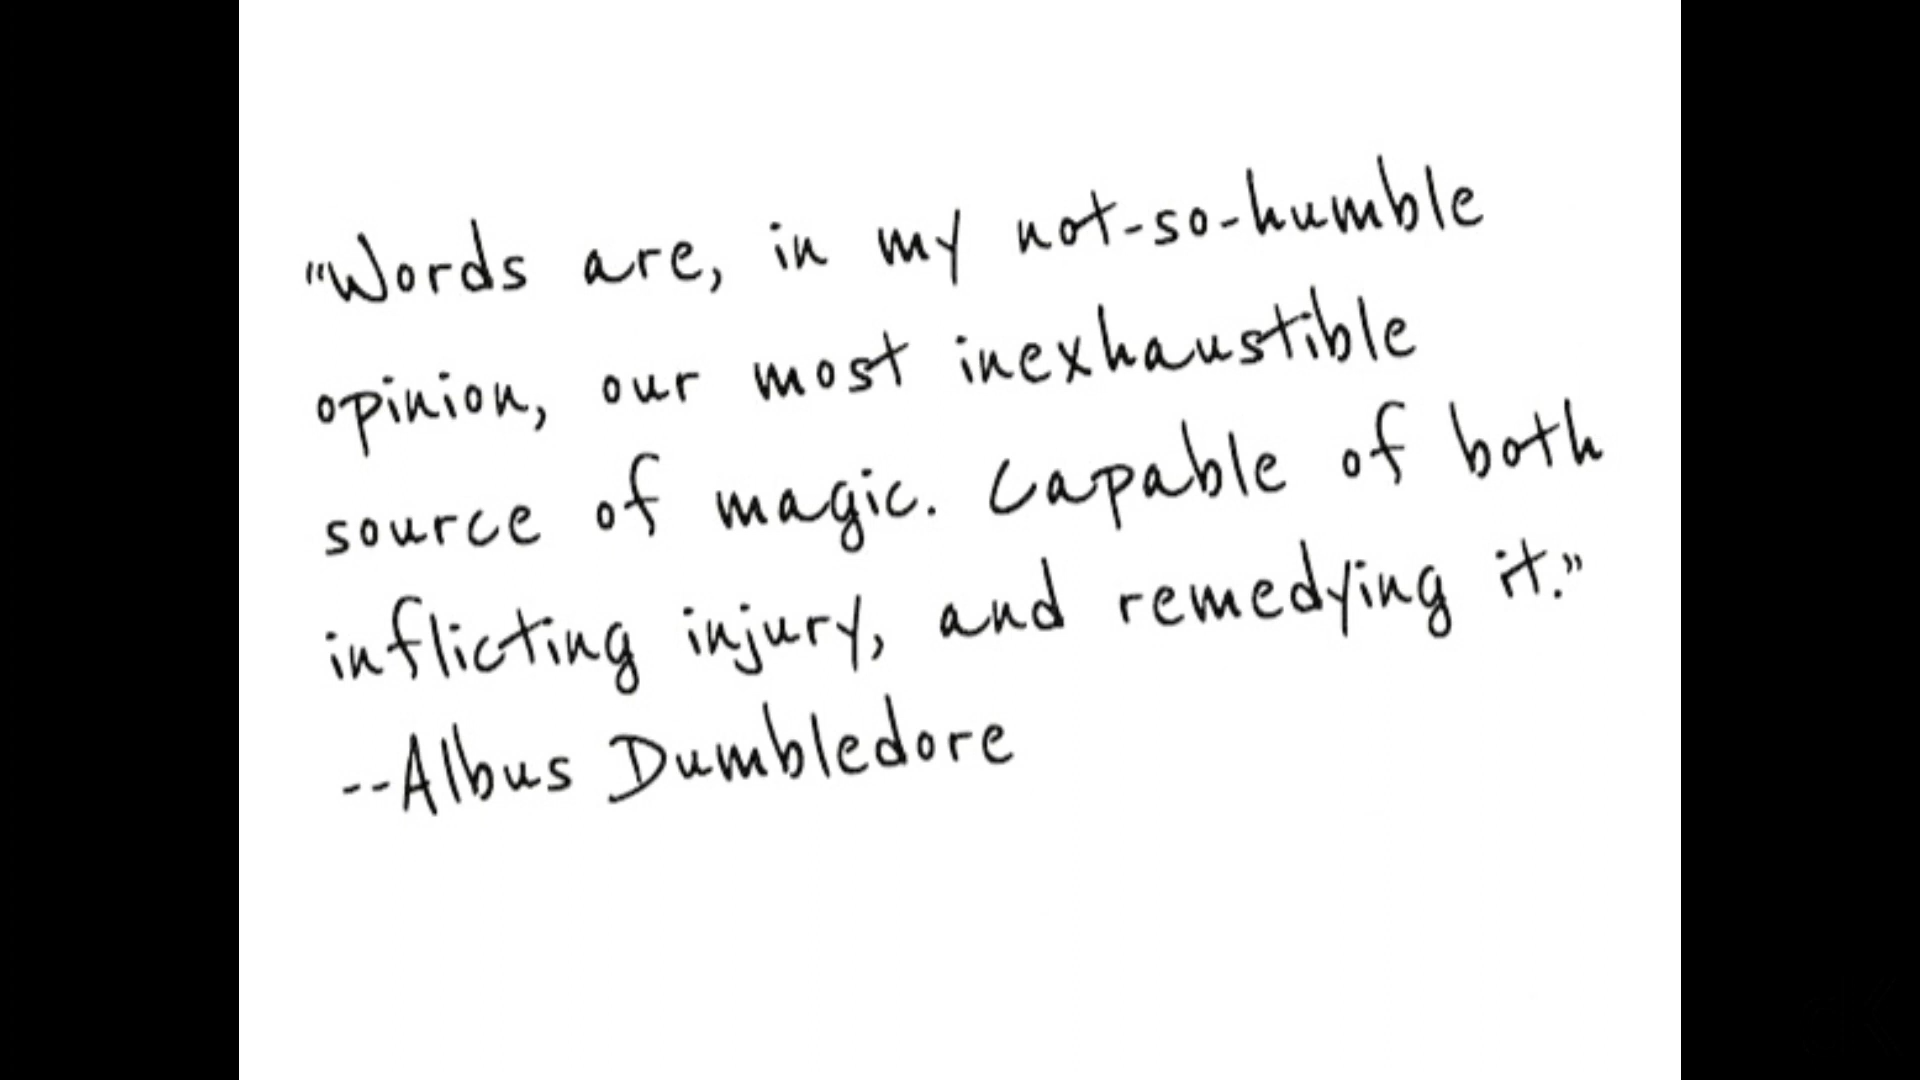 "Words are, in my not-so-humble
opinion, our most inexhaustible
source of magic. Capable of both
inflicting injury, and remedying it."
--Albus Dumbledore